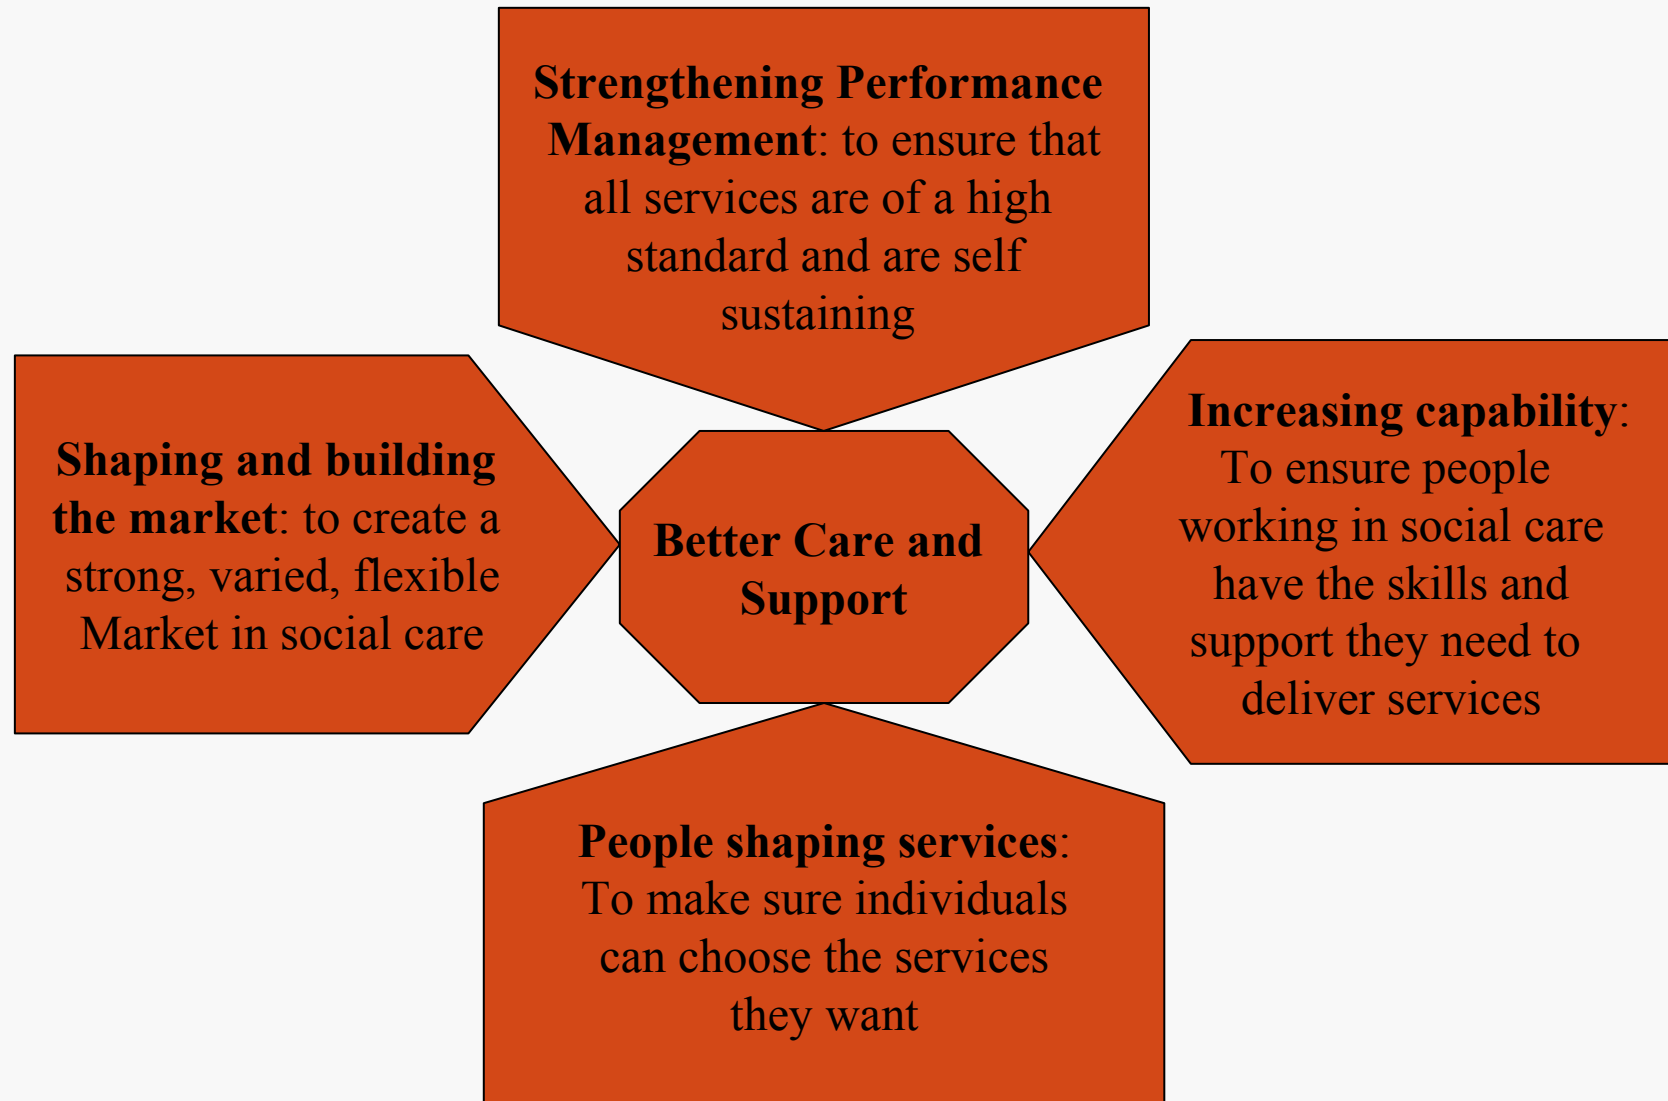 Strengthening Performance
Management: to ensure that
all services are of a high
standard and are self
sustaining
Shaping and building
the market: to create a
strong, varied, flexible
Market in social care
Better Care and
Support
Increasing capability:
To ensure people
working in social care
have the skills and
support they need to
deliver services
People shaping services:
To make sure individuals
can choose the services
they want